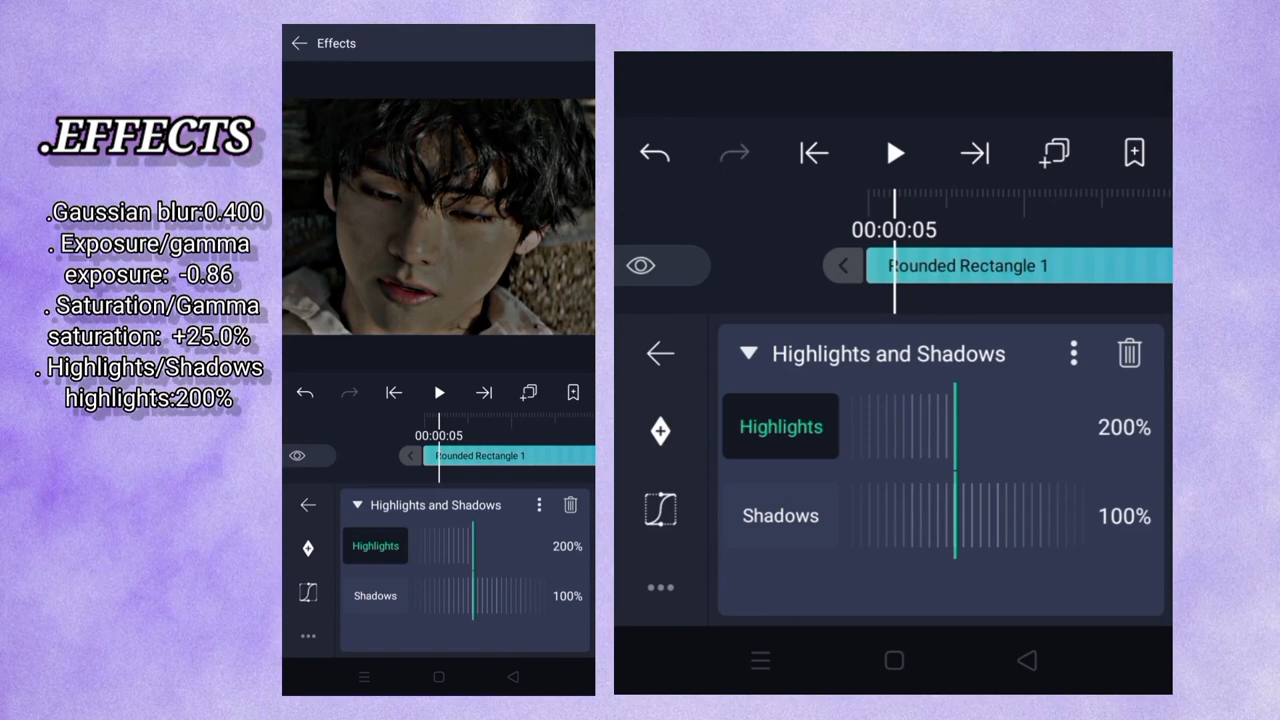 .EFFECTS
.Gaussian blur:0.400
. Exposure/gamma
exposure: -0.86
. Saturation/Gamma
saturation: +25.0%
. Highlights/Shadows
highlights:200%
Effects
00:00:05
Rounded Rectangle 1
Highlights and Shadows
Highlights 200%
Shadows 100%
00:00:05
Rounded Rectangle 1
Highlights and Shadows
Highlights 200%
Shadows 100%